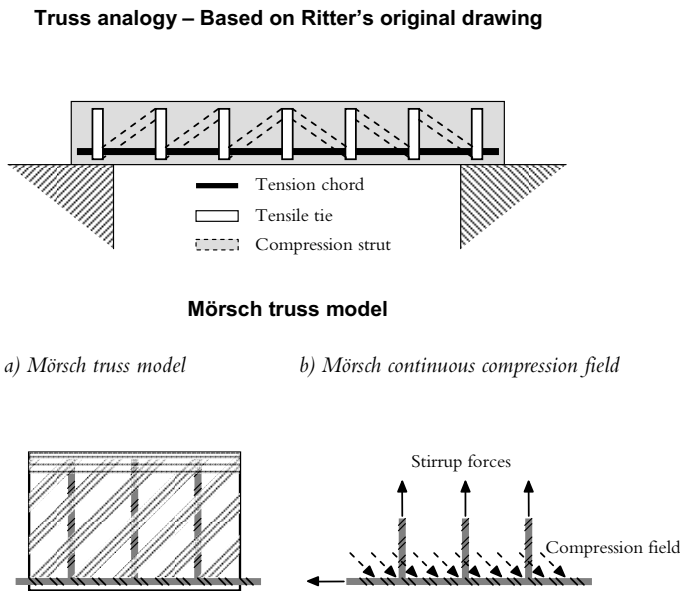 Truss analogy – Based on Ritter's original drawing
Tension chord
Tensile tie
Compression strut
Mörsch truss model
a) Mörsch truss model
b) Mörsch continuous compression field
Stirrup forces
Compression field